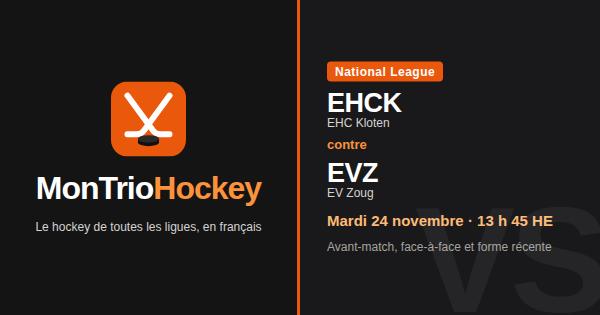 MonTrioHockey
Le hockey de toutes les ligues, en français
National League
EHCK
EHC Kloten
contre
EVZ
EV Zoug
Mardi 24 novembre · 13 h 45 HE
Avant-match, face-à-face et forme récente
VS